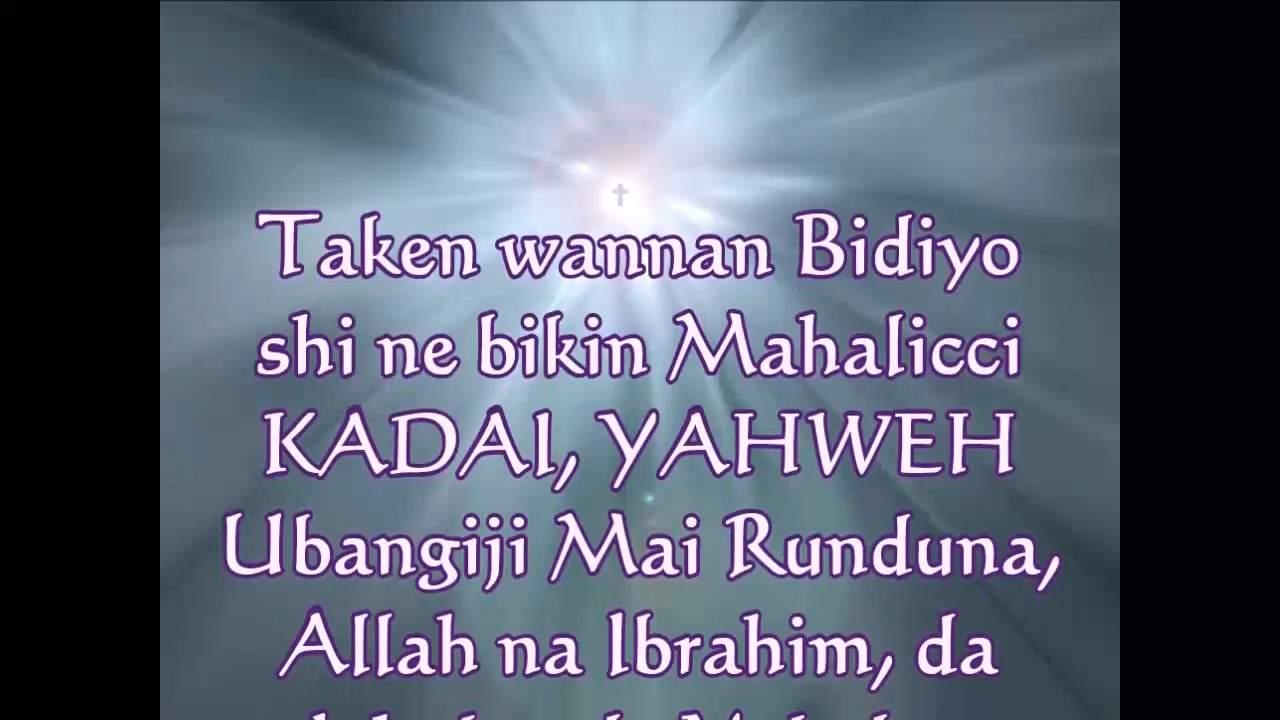 Taken wannan Bidiyo
shi ne bikin Mahalicci
KADAI, YAHWEH
Ubangiji Mai Runduna,
Allah na Ibrahim, da